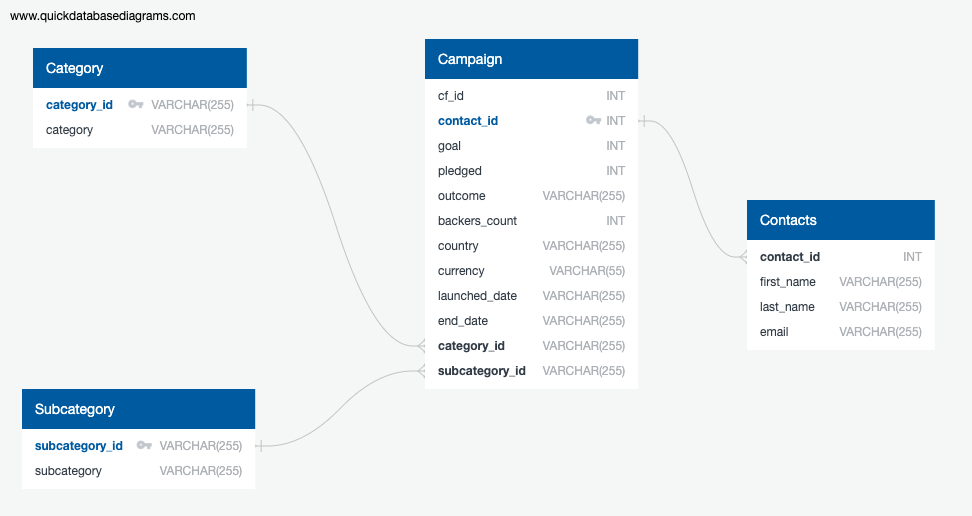 www.quickdatabasediagrams.com
Category
category_id VARCHAR(255)
category VARCHAR(255)
Campaign
cf_id INT
contact_id INT
goal INT
pledged INT
outcome VARCHAR(255)
backers_count INT
country VARCHAR(255)
currency VARCHAR(55)
launched_date VARCHAR(255)
end_date VARCHAR(255)
category_id VARCHAR(255)
subcategory_id VARCHAR(255)
Contacts
contact_id INT
first_name VARCHAR(255)
last_name VARCHAR(255)
email VARCHAR(255)
Subcategory
subcategory_id VARCHAR(255)
subcategory VARCHAR(255)